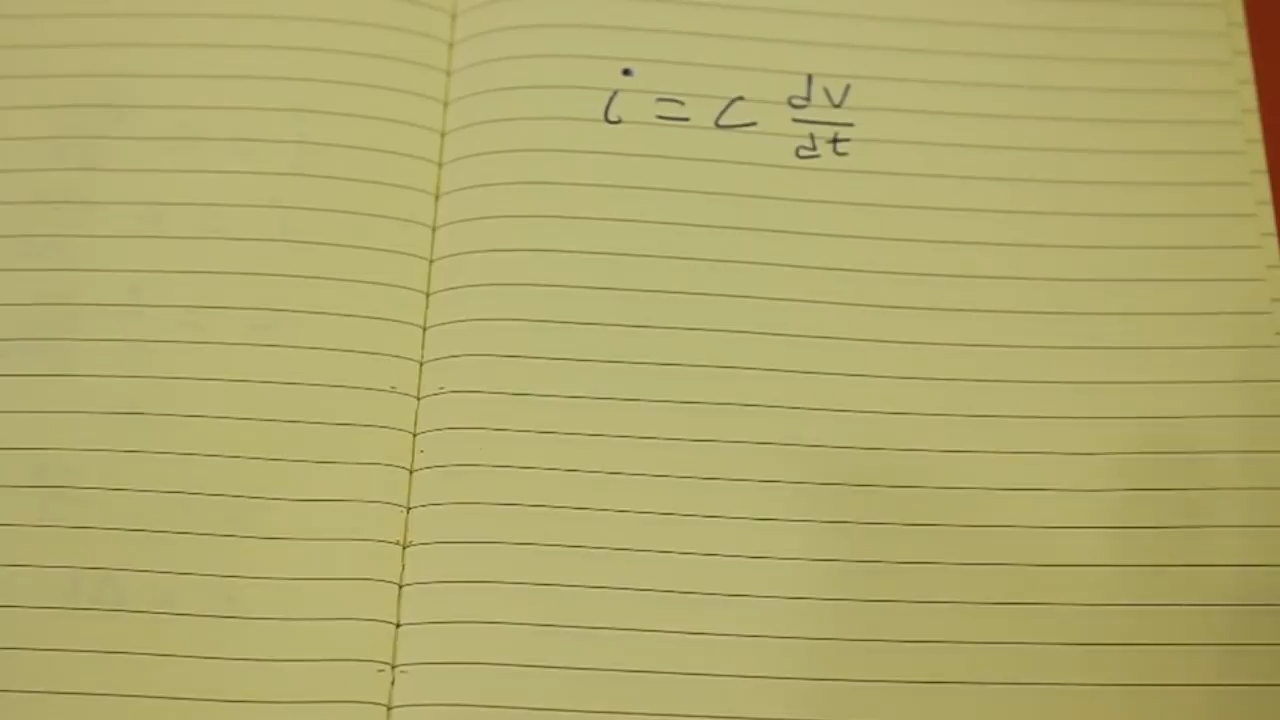 i = C dv/dt